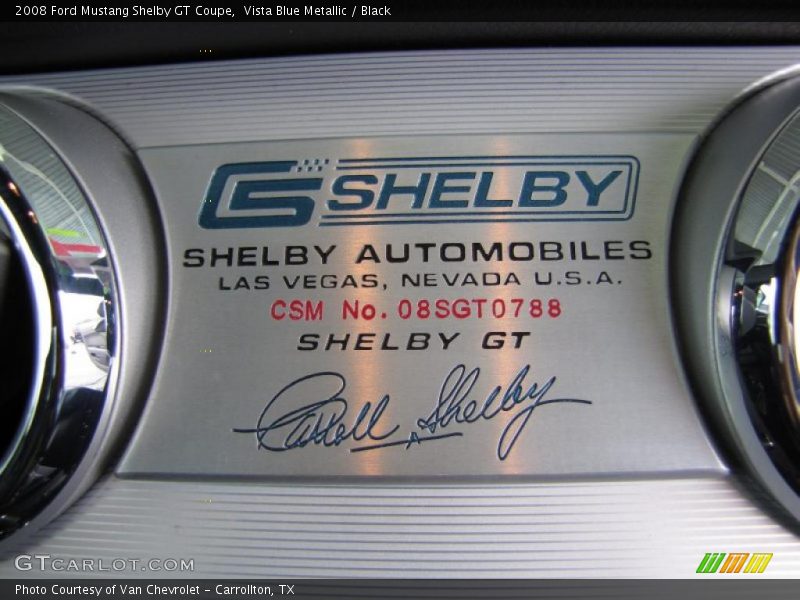 2008 Ford Mustang Shelby GT Coupe,  Vista Blue Metallic / Black
CS SHELBY
SHELBY AUTOMOBILES
LAS VEGAS, NEVADA U.S.A.
CSM No. 08SGT0788
SHELBY GT
Carroll Shelby
GTCARLOT.COM
Photo Courtesy of Van Chevrolet - Carrollton, TX